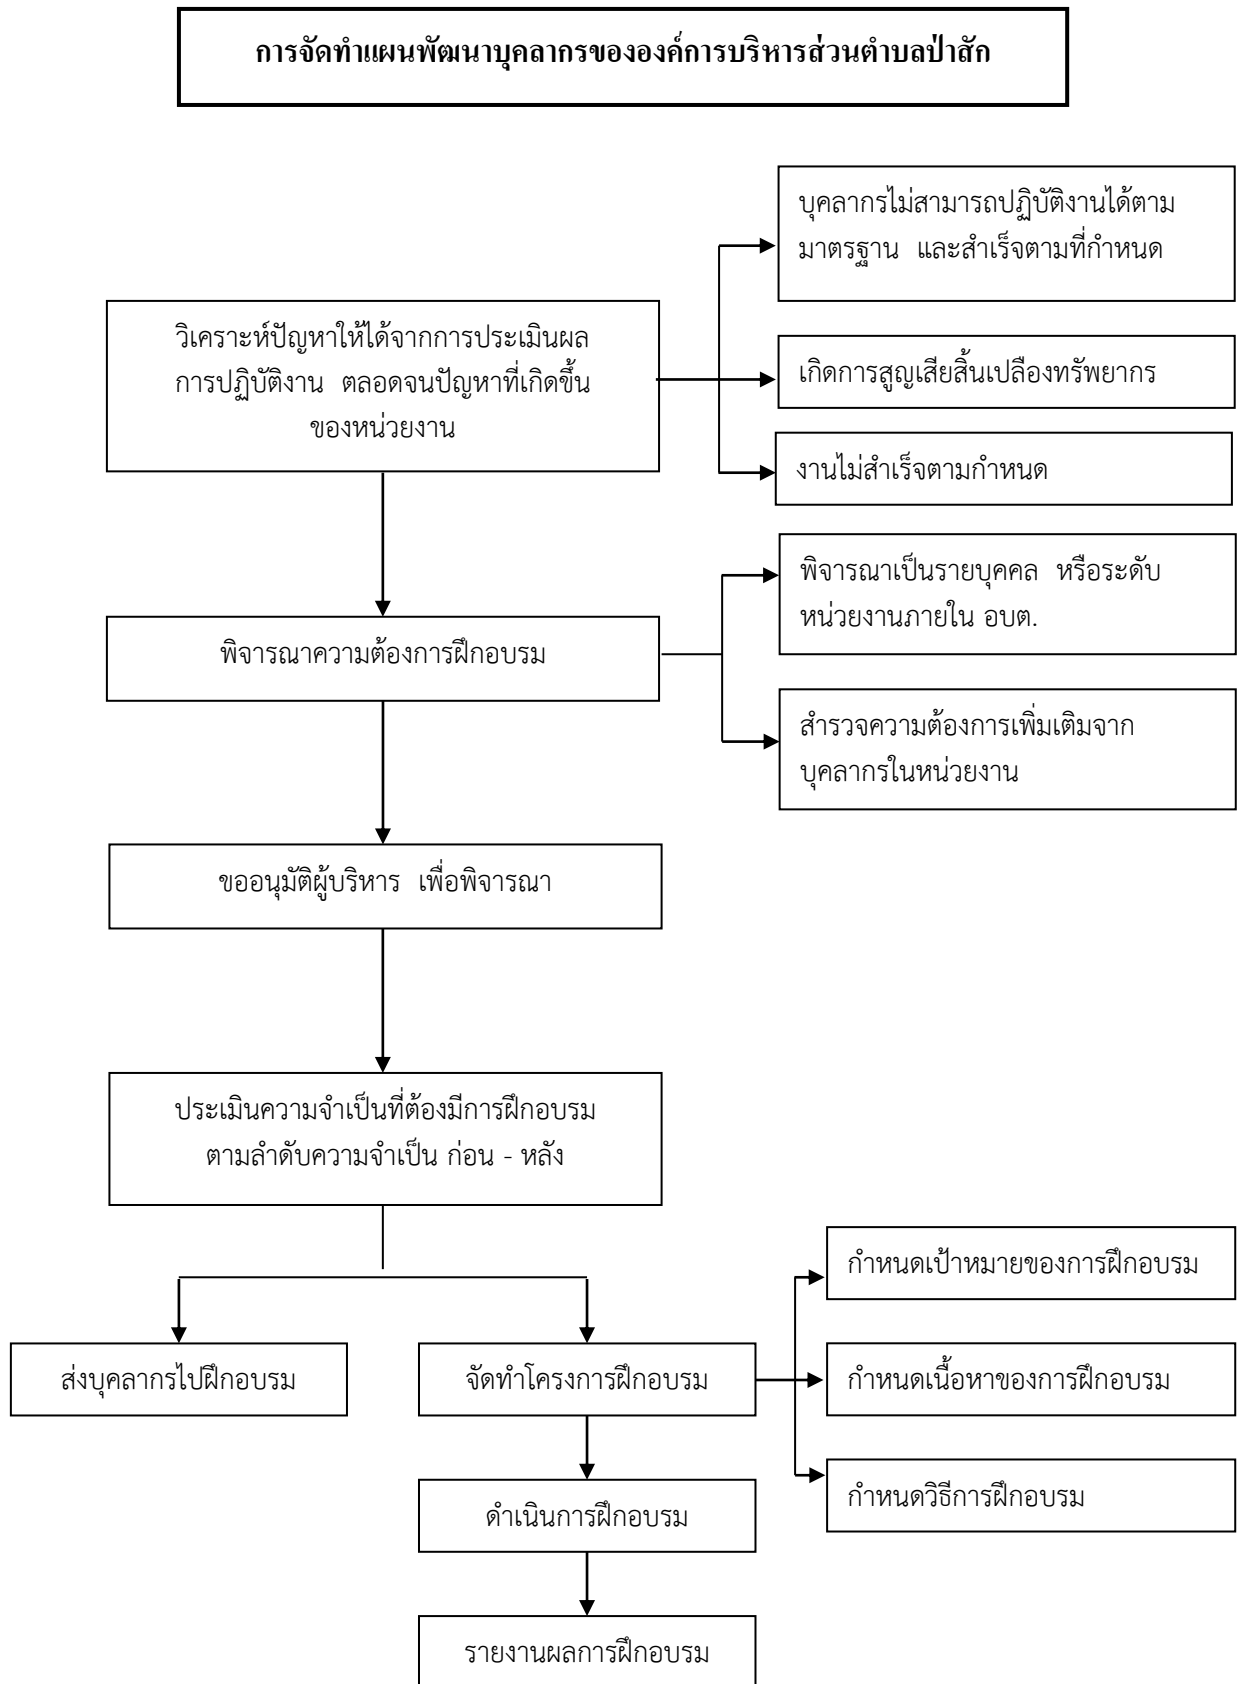 การจัดทำแผนพัฒนาบุคลากรขององค์การบริหารส่วนตำบลป่าสัก
บุคลากรไม่สามารถปฏิบัติงานได้ตาม
มาตรฐาน และสำเร็จตามที่กำหนด
วิเคราะห์ปัญหาให้ได้จากการประเมินผล
การปฏิบัติงาน ตลอดจนปัญหาที่เกิดขึ้น
ของหน่วยงาน
เกิดการสูญเสียสิ้นเปลืองทรัพยากร
งานไม่สำเร็จตามกำหนด
พิจารณาความต้องการฝึกอบรม
พิจารณาเป็นรายบุคคล หรือระดับ
หน่วยงานภายใน อบต.
สำรวจความต้องการเพิ่มเติมจาก
บุคลากรในหน่วยงาน
ขออนุมัติผู้บริหาร เพื่อพิจารณา
ประเมินความจำเป็นที่ต้องมีการฝึกอบรม
ตามลำดับความจำเป็น ก่อน - หลัง
ส่งบุคลากรไปฝึกอบรม
จัดทำโครงการฝึกอบรม
กำหนดเป้าหมายของการฝึกอบรม
กำหนดเนื้อหาของการฝึกอบรม
กำหนดวิธีการฝึกอบรม
ดำเนินการฝึกอบรม
รายงานผลการฝึกอบรม